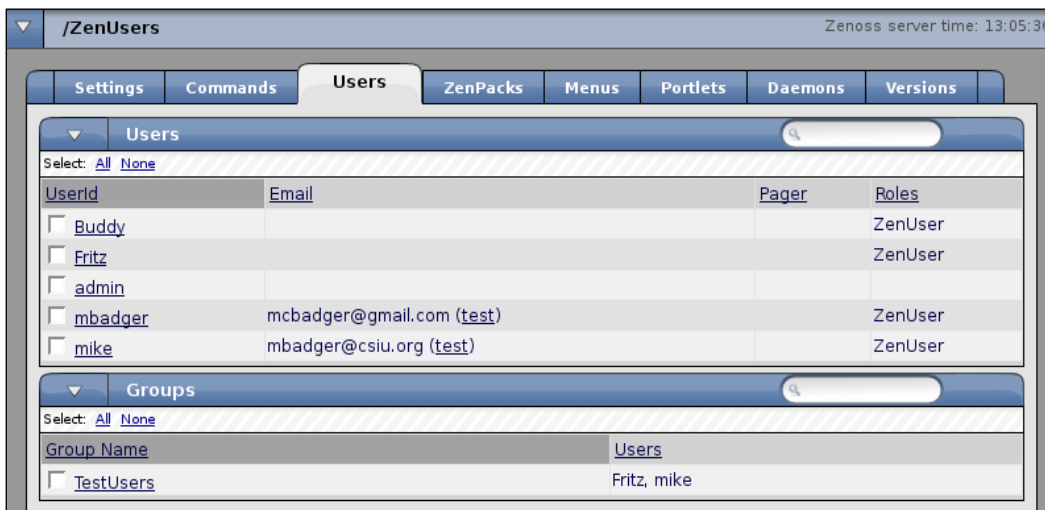 /ZenUsers Zenoss server time: 13:05:36
Settings Commands Users ZenPacks Menus Portlets Daemons Versions
Users
Select: All None
UserId Email Pager Roles
Buddy ZenUser
Fritz ZenUser
admin
mbadger mcbadger@gmail.com (test) ZenUser
mike mbadger@csiu.org (test) ZenUser
Groups
Select: All None
Group Name Users
TestUsers Fritz, mike